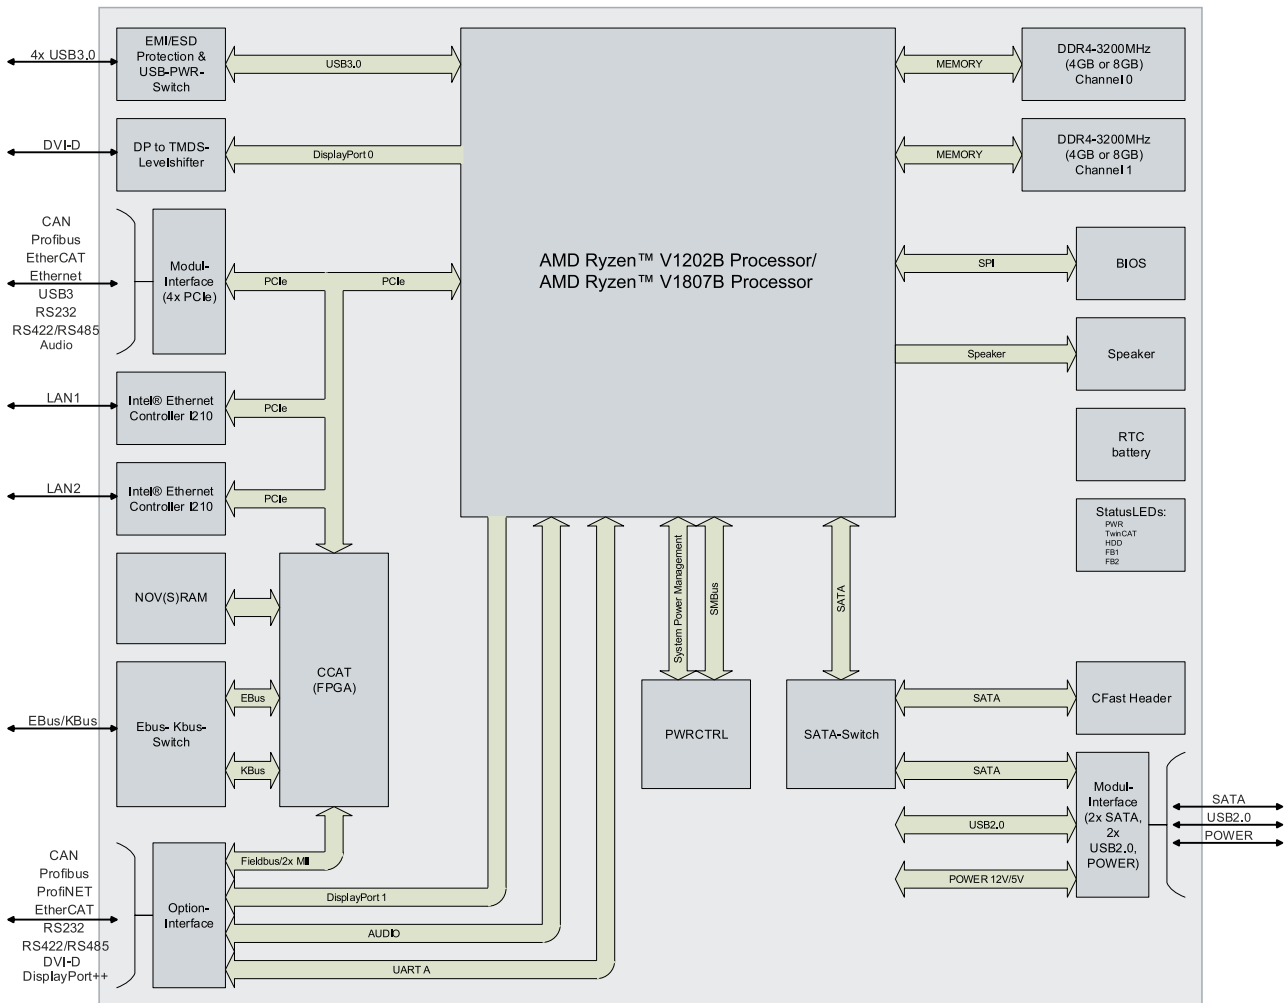 4x USB3.0
EMI/ESD
Protection &
USB-PWR-
Switch
USB3.0
MEMORY
DDR4-3200MHz
(4GB or 8GB)
Channel 0
DVI-D
DP to TMDS-
Levelshifter
DisplayPort 0
MEMORY
DDR4-3200MHz
(4GB or 8GB)
Channel 1
CAN
Profibus
EtherCAT
Ethernet
USB3
RS232
RS422/RS485
Audio
Modul-
Interface
(4x PCIe)
PCIe
PCIe
AMD Ryzen™ V1202B Processor/
AMD Ryzen™ V1807B Processor
SPI
BIOS
Speaker
Speaker
LAN1
Intel® Ethernet
Controller I210
PCIe
RTC
battery
LAN2
Intel® Ethernet
Controller I210
PCIe
StatusLEDs:
PWR
TwinCAT
HDD
FB1
FB2
NOV(S)RAM
CCAT
(FPGA)
System Power Management
SMBus
SATA
EBus/KBus
Ebus- Kbus-
Switch
EBus
KBus
PWRCTRL
SATA-Switch
SATA
CFast Header
SATA
USB2.0
POWER 12V/5V
Modul-
Interface
(2x SATA,
2x
USB2.0,
POWER)
SATA
USB2.0
POWER
CAN
Profibus
ProfiNET
EtherCAT
RS232
RS422/RS485
DVI-D
DisplayPort++
Option-
Interface
Fieldbus/2x MII
DisplayPort 1
AUDIO
UART A